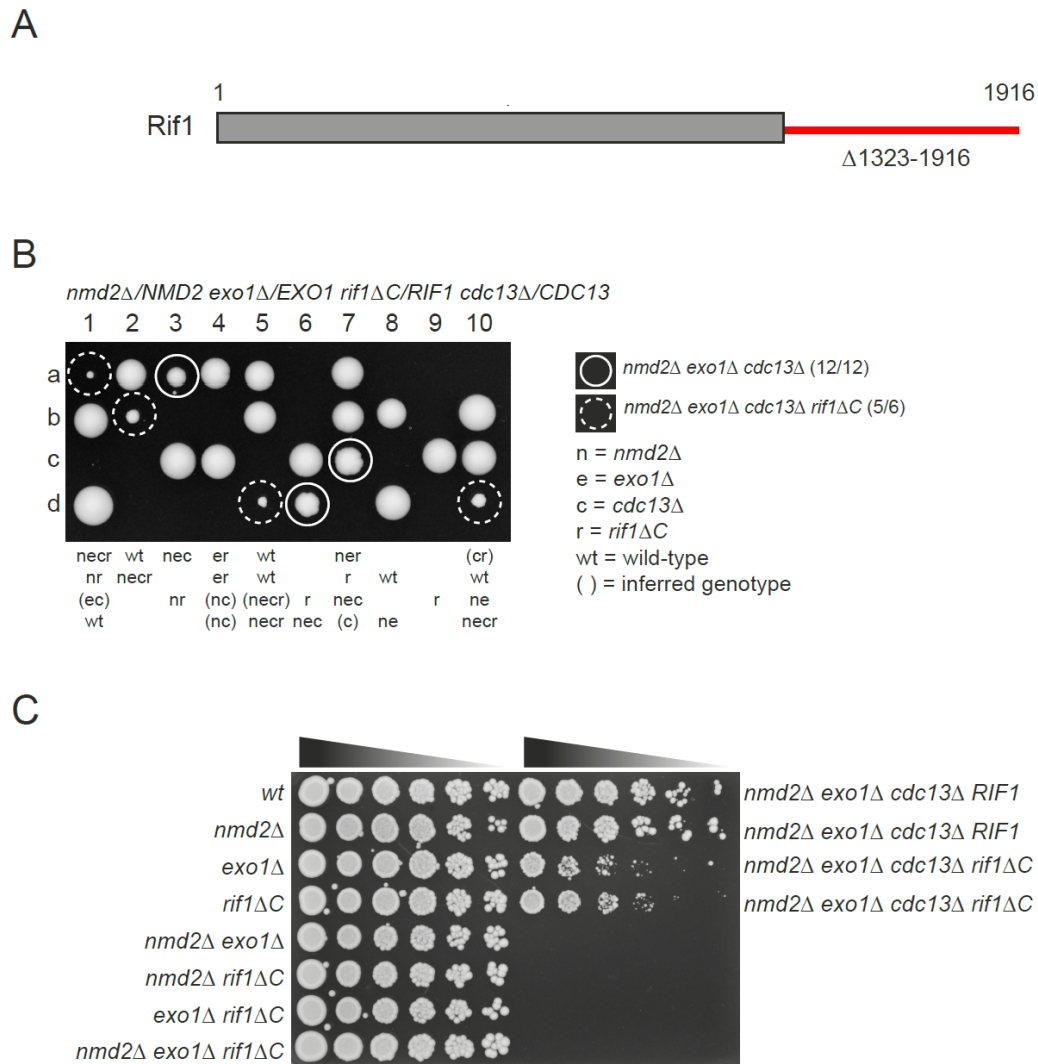 A
1 1916
Rif1
Δ1323-1916
B
nmd2Δ/NMD2 exo1Δ/EXO1 rif1ΔC/RIF1 cdc13Δ/CDC13
1 2 3 4 5 6 7 8 9 10
a
b
c
d
nmd2Δ exo1Δ cdc13Δ (12/12)
nmd2Δ exo1Δ cdc13Δ rif1ΔC (5/6)
n = nmd2Δ
e = exo1Δ
c = cdc13Δ
r = rif1ΔC
wt = wild-type
( ) = inferred genotype
necr wt nec er wt ner (cr)
nr necr er wt r wt wt
(ec) nr (nc) (necr) r nec r ne
wt (nc) necr nec (c) ne necr
C
wt nmd2Δ exo1Δ cdc13Δ RIF1
nmd2Δ nmd2Δ exo1Δ cdc13Δ RIF1
exo1Δ nmd2Δ exo1Δ cdc13Δ rif1ΔC
rif1ΔC nmd2Δ exo1Δ cdc13Δ rif1ΔC
nmd2Δ exo1Δ
nmd2Δ rif1ΔC
exo1Δ rif1ΔC
nmd2Δ exo1Δ rif1ΔC